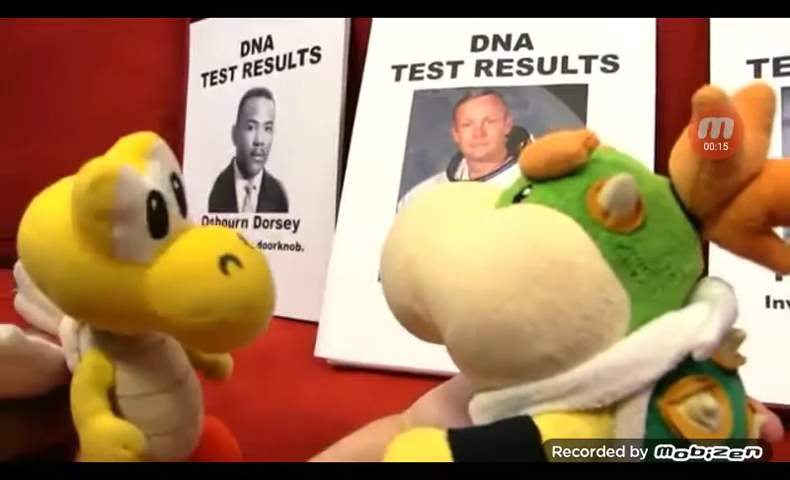 DNA
TEST RESULTS
Osbourn Dorsey
doorknob.
DNA
TEST RESULTS
TE
Inv
00:15
Recorded by mobizen